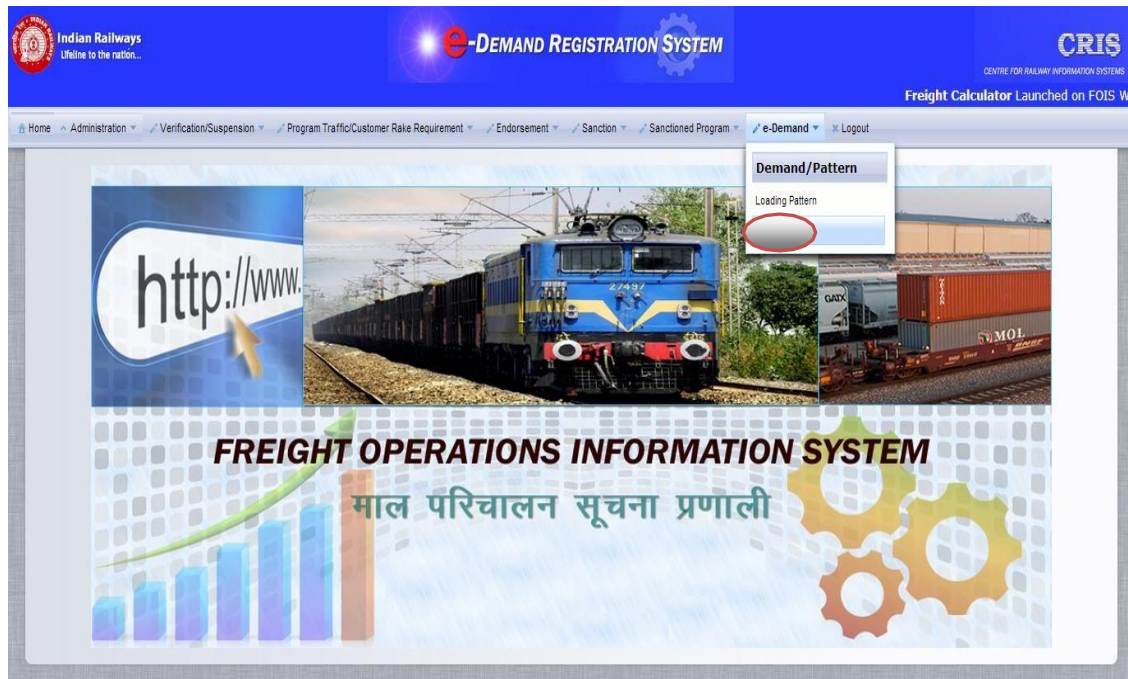 Indian Railways
Lifeline to the nation...
e-DEMAND REGISTRATION SYSTEM
CRIS
CENTRE FOR RAILWAY INFORMATION SYSTEMS
Freight Calculator Launched on FOIS W
Home Administration Verification/Suspension Program Traffic/Customer Rake Requirement Endorsement Sanction Sanctioned Program e-Demand Logout
Demand/Pattern
Loading Pattern
http://www.
27497
GATX
MOL
FREIGHT OPERATIONS INFORMATION SYSTEM
माल परिचालन सूचना प्रणाली